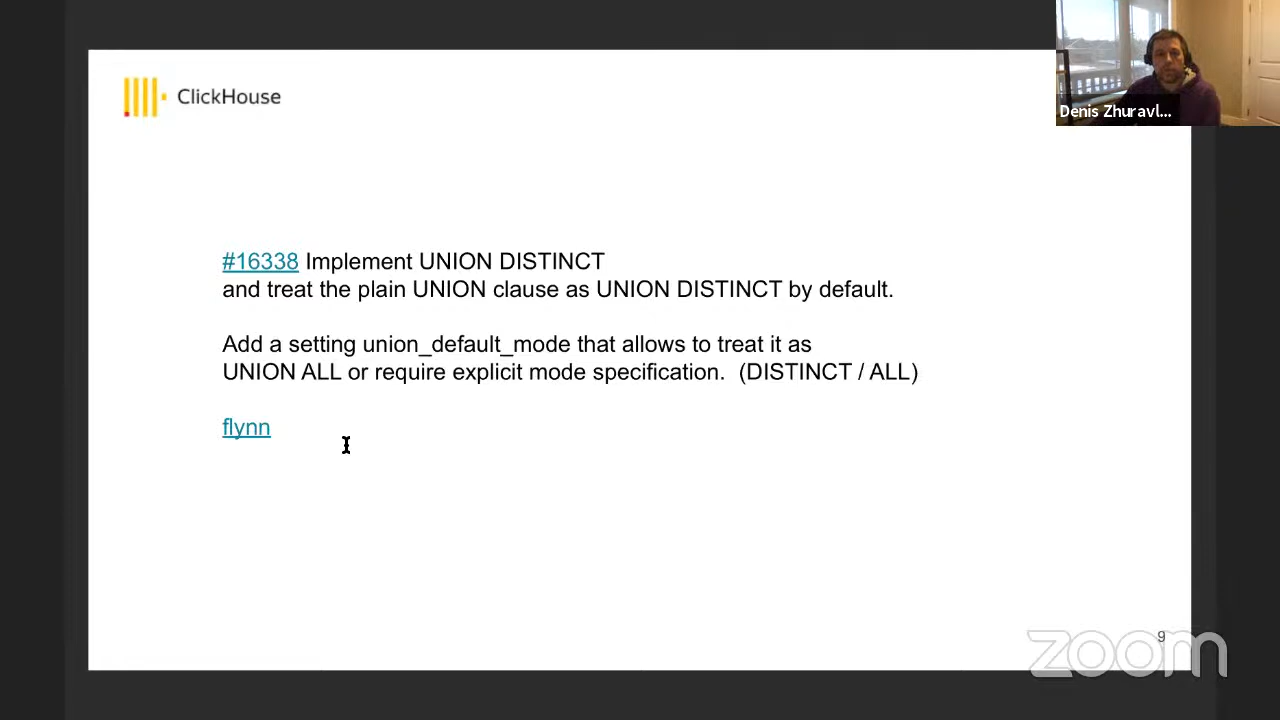 ClickHouse
Denis Zhuravl...
#16338 Implement UNION DISTINCT
and treat the plain UNION clause as UNION DISTINCT by default.
Add a setting union_default_mode that allows to treat it as
UNION ALL or require explicit mode specification.  (DISTINCT / ALL)
flynn
9
zoom